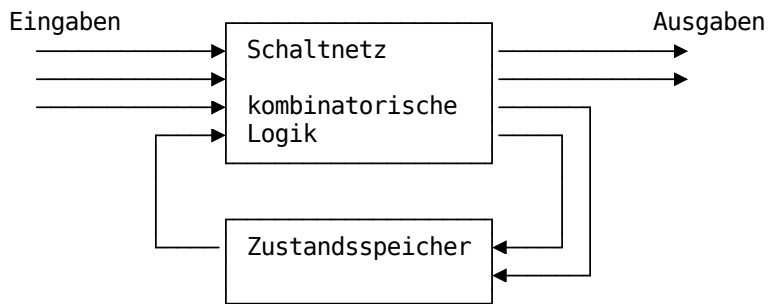 Eingaben
Ausgaben
Schaltnetz
kombinatorische
Logik
Zustandsspeicher